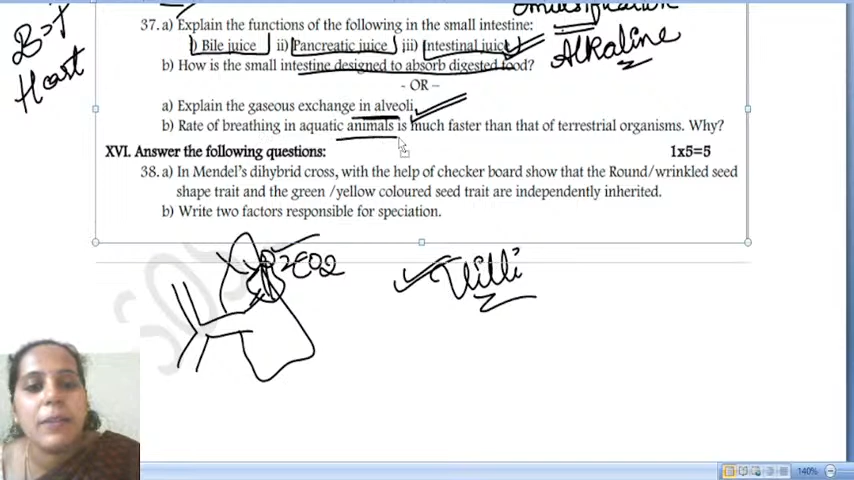 emulsification
37. a) Explain the functions of the following in the small intestine:
i) Bile juice ii) Pancreatic juice iii) Intestinal juice
Alkaline
b) How is the small intestine designed to absorb digested food?
Heart
- OR –
a) Explain the gaseous exchange in alveoli.
b) Rate of breathing in aquatic animals is much faster than that of terrestrial organisms. Why?
XVI. Answer the following questions: 1x5=5
38. a) In Mendel's dihybrid cross, with the help of checker board show that the Round/wrinkled seed
shape trait and the green /yellow coloured seed trait are independently inherited.
b) Write two factors responsible for speciation.
CO2
Villi
140%